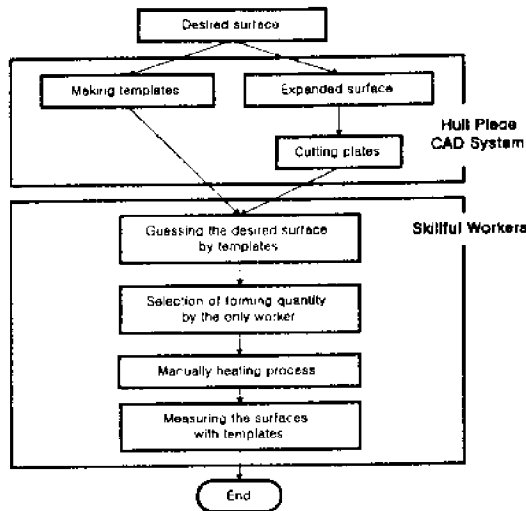 Desired surface
Making templates
Expanded surface
Cutting plates
Hull Piece
CAD System
Guessing the desired surface
by templates
Skillful Workers
Selection of forming quantity
by the only worker
Manually heating process
Measuring the surfaces
with templates
End